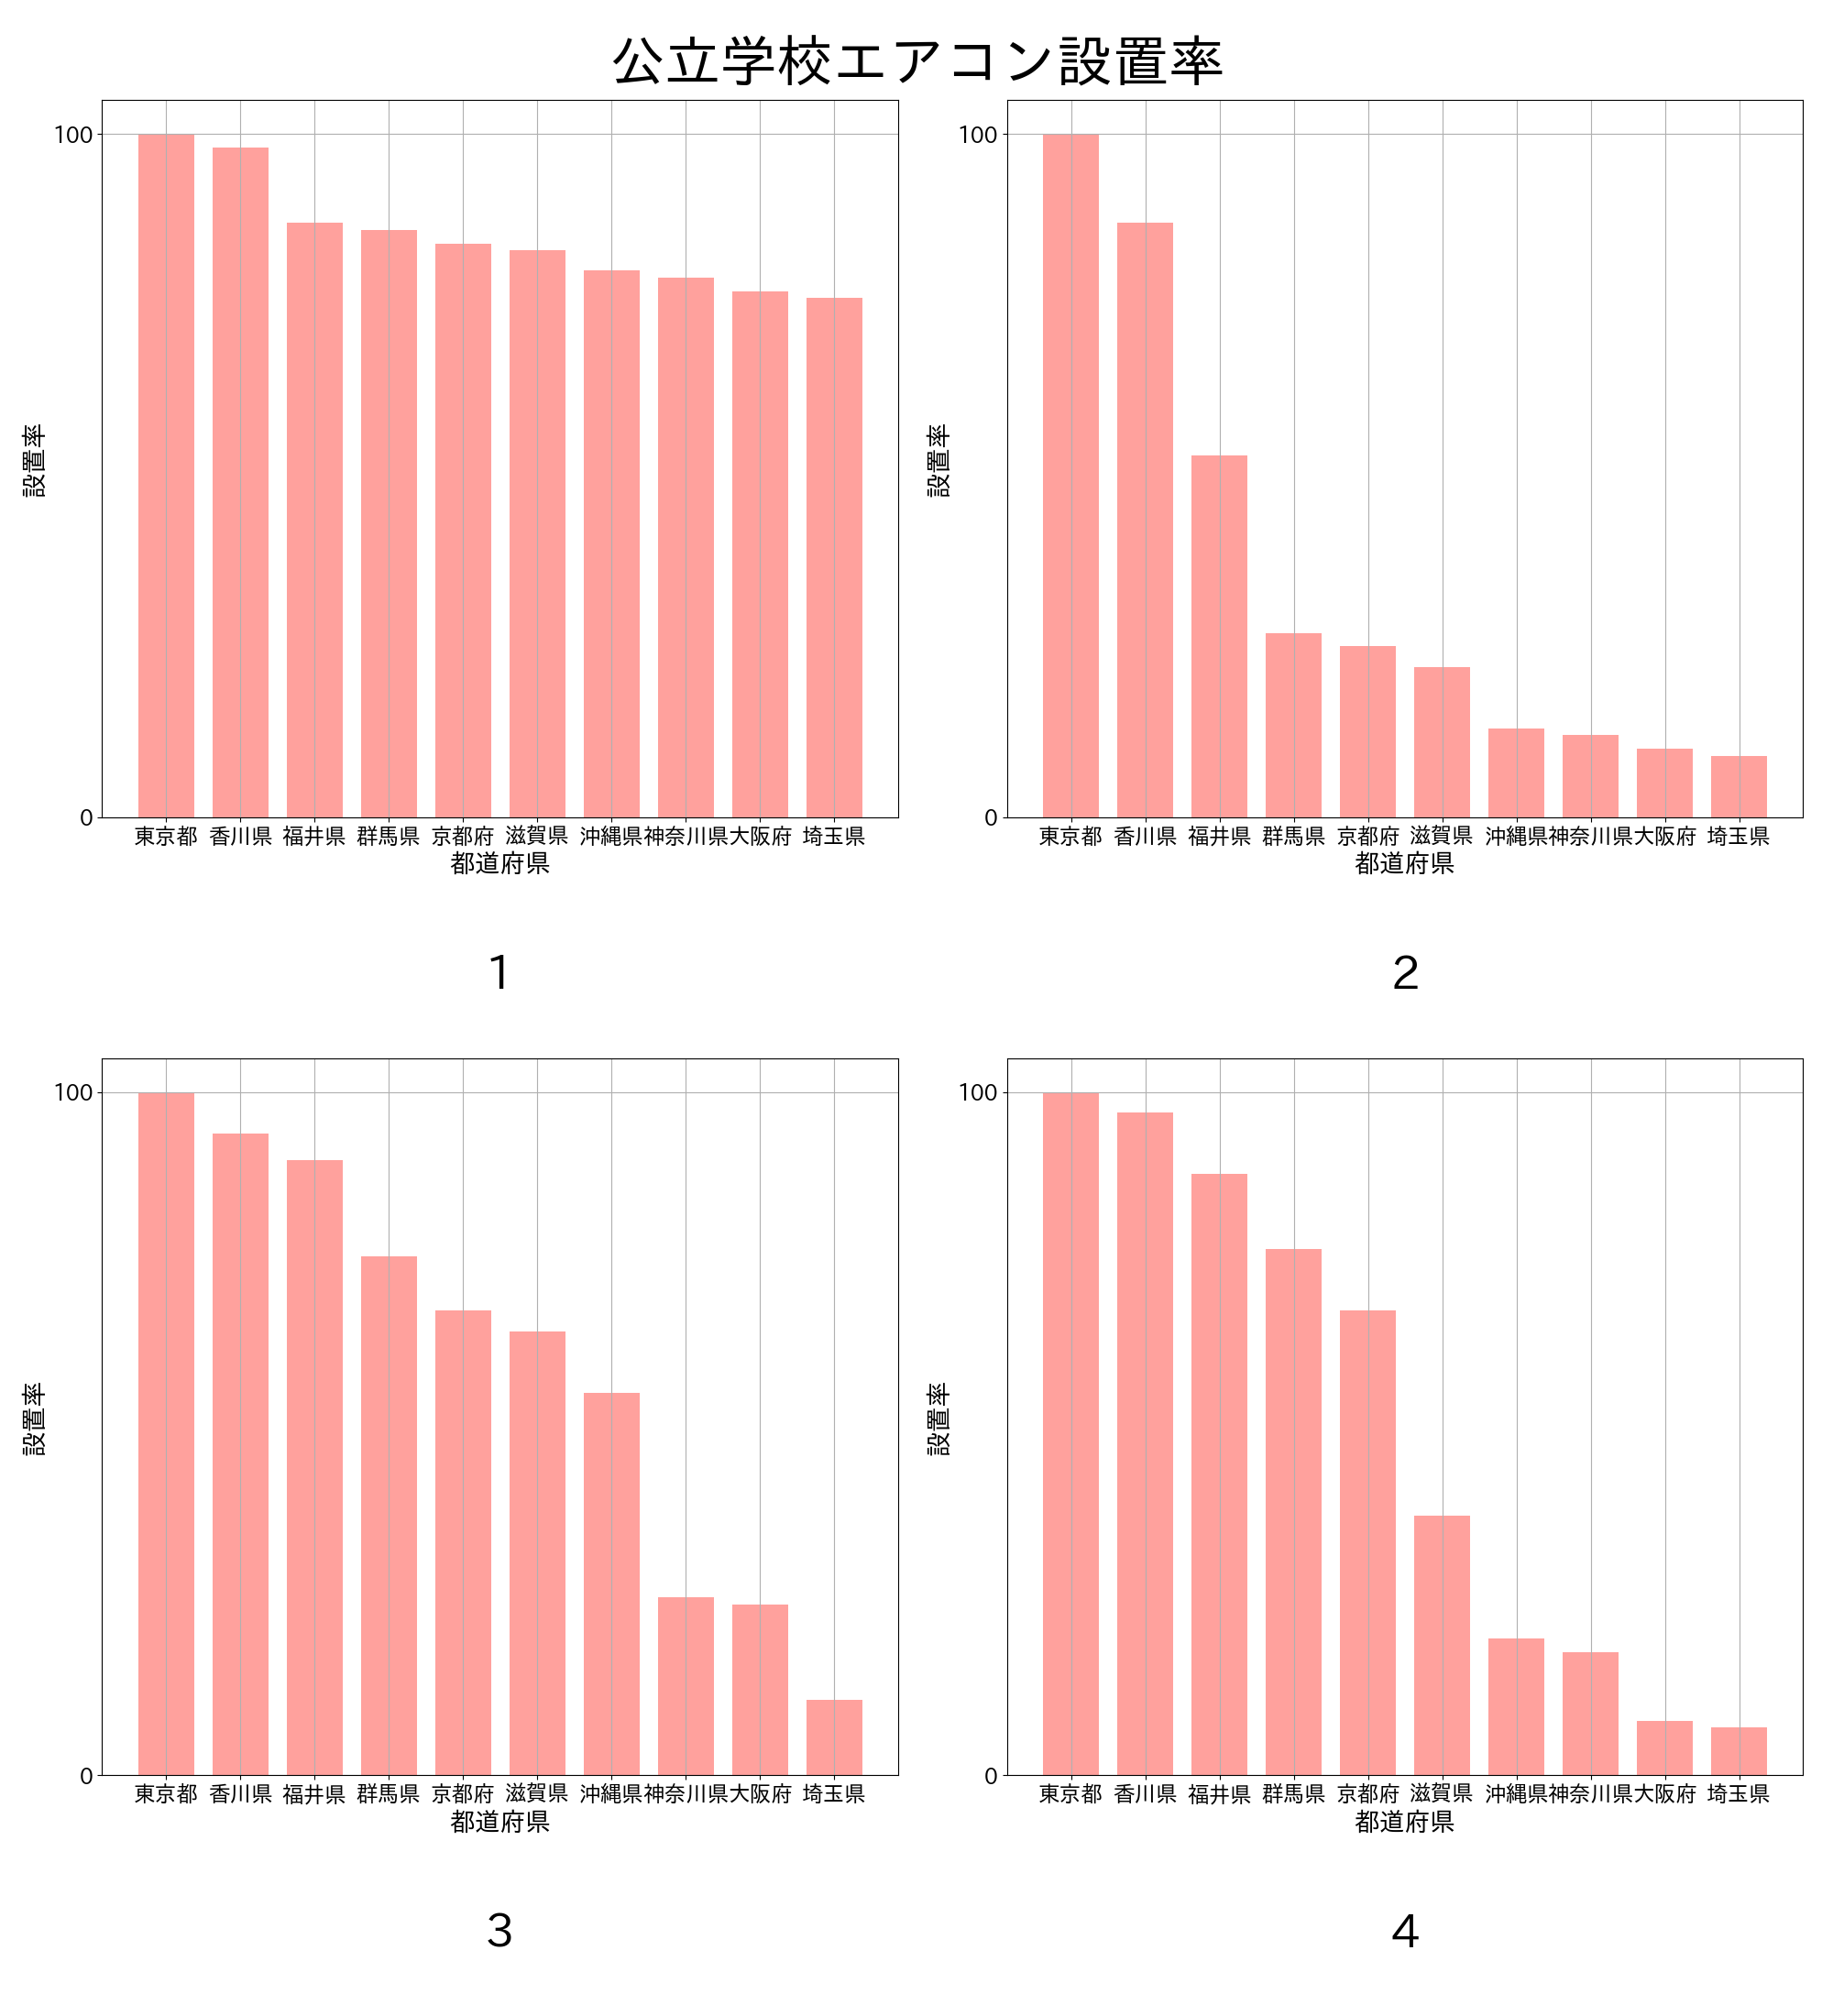 公立学校エアコン設置率
100
0
設置率
東京都 香川県 福井県 群馬県 京都府 滋賀県 沖縄県 神奈川県 大阪府 埼玉県
都道府県
1
100
0
設置率
東京都 香川県 福井県 群馬県 京都府 滋賀県 沖縄県 神奈川県 大阪府 埼玉県
都道府県
2
100
0
設置率
東京都 香川県 福井県 群馬県 京都府 滋賀県 沖縄県 神奈川県 大阪府 埼玉県
都道府県
3
100
0
設置率
東京都 香川県 福井県 群馬県 京都府 滋賀県 沖縄県 神奈川県 大阪府 埼玉県
都道府県
4